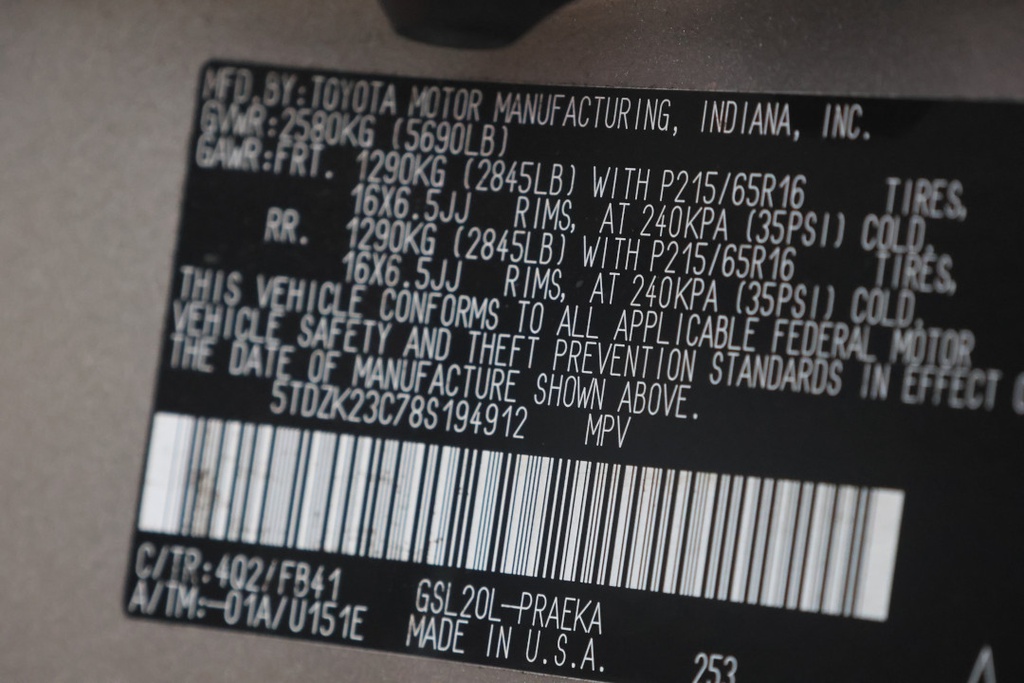 MFD. BY: TOYOTA MOTOR MANUFACTURING, INDIANA, INC.
GVWR:2580KG (5690LB)
GAWR:FRT. 1290KG (2845LB) WITH P215/65R16 TIRES,
16X6.5JJ RIMS, AT 240KPA (35PSI) COLD,
RR. 1290KG (2845LB) WITH P215/65R16 TIRES,
16X6.5JJ RIMS, AT 240KPA (35PSI) COLD,
THIS VEHICLE CONFORMS TO ALL APPLICABLE FEDERAL MOTOR
VEHICLE SAFETY AND THEFT PREVENTION STANDARDS IN EFFECT
THE DATE OF MANUFACTURE SHOWN ABOVE.
5TDZK23C78S194912 MPV
C/TR:402/FB41
A/TM:-01A/U151E
GSL20L-PRAEKA
MADE IN U.S.A.
253